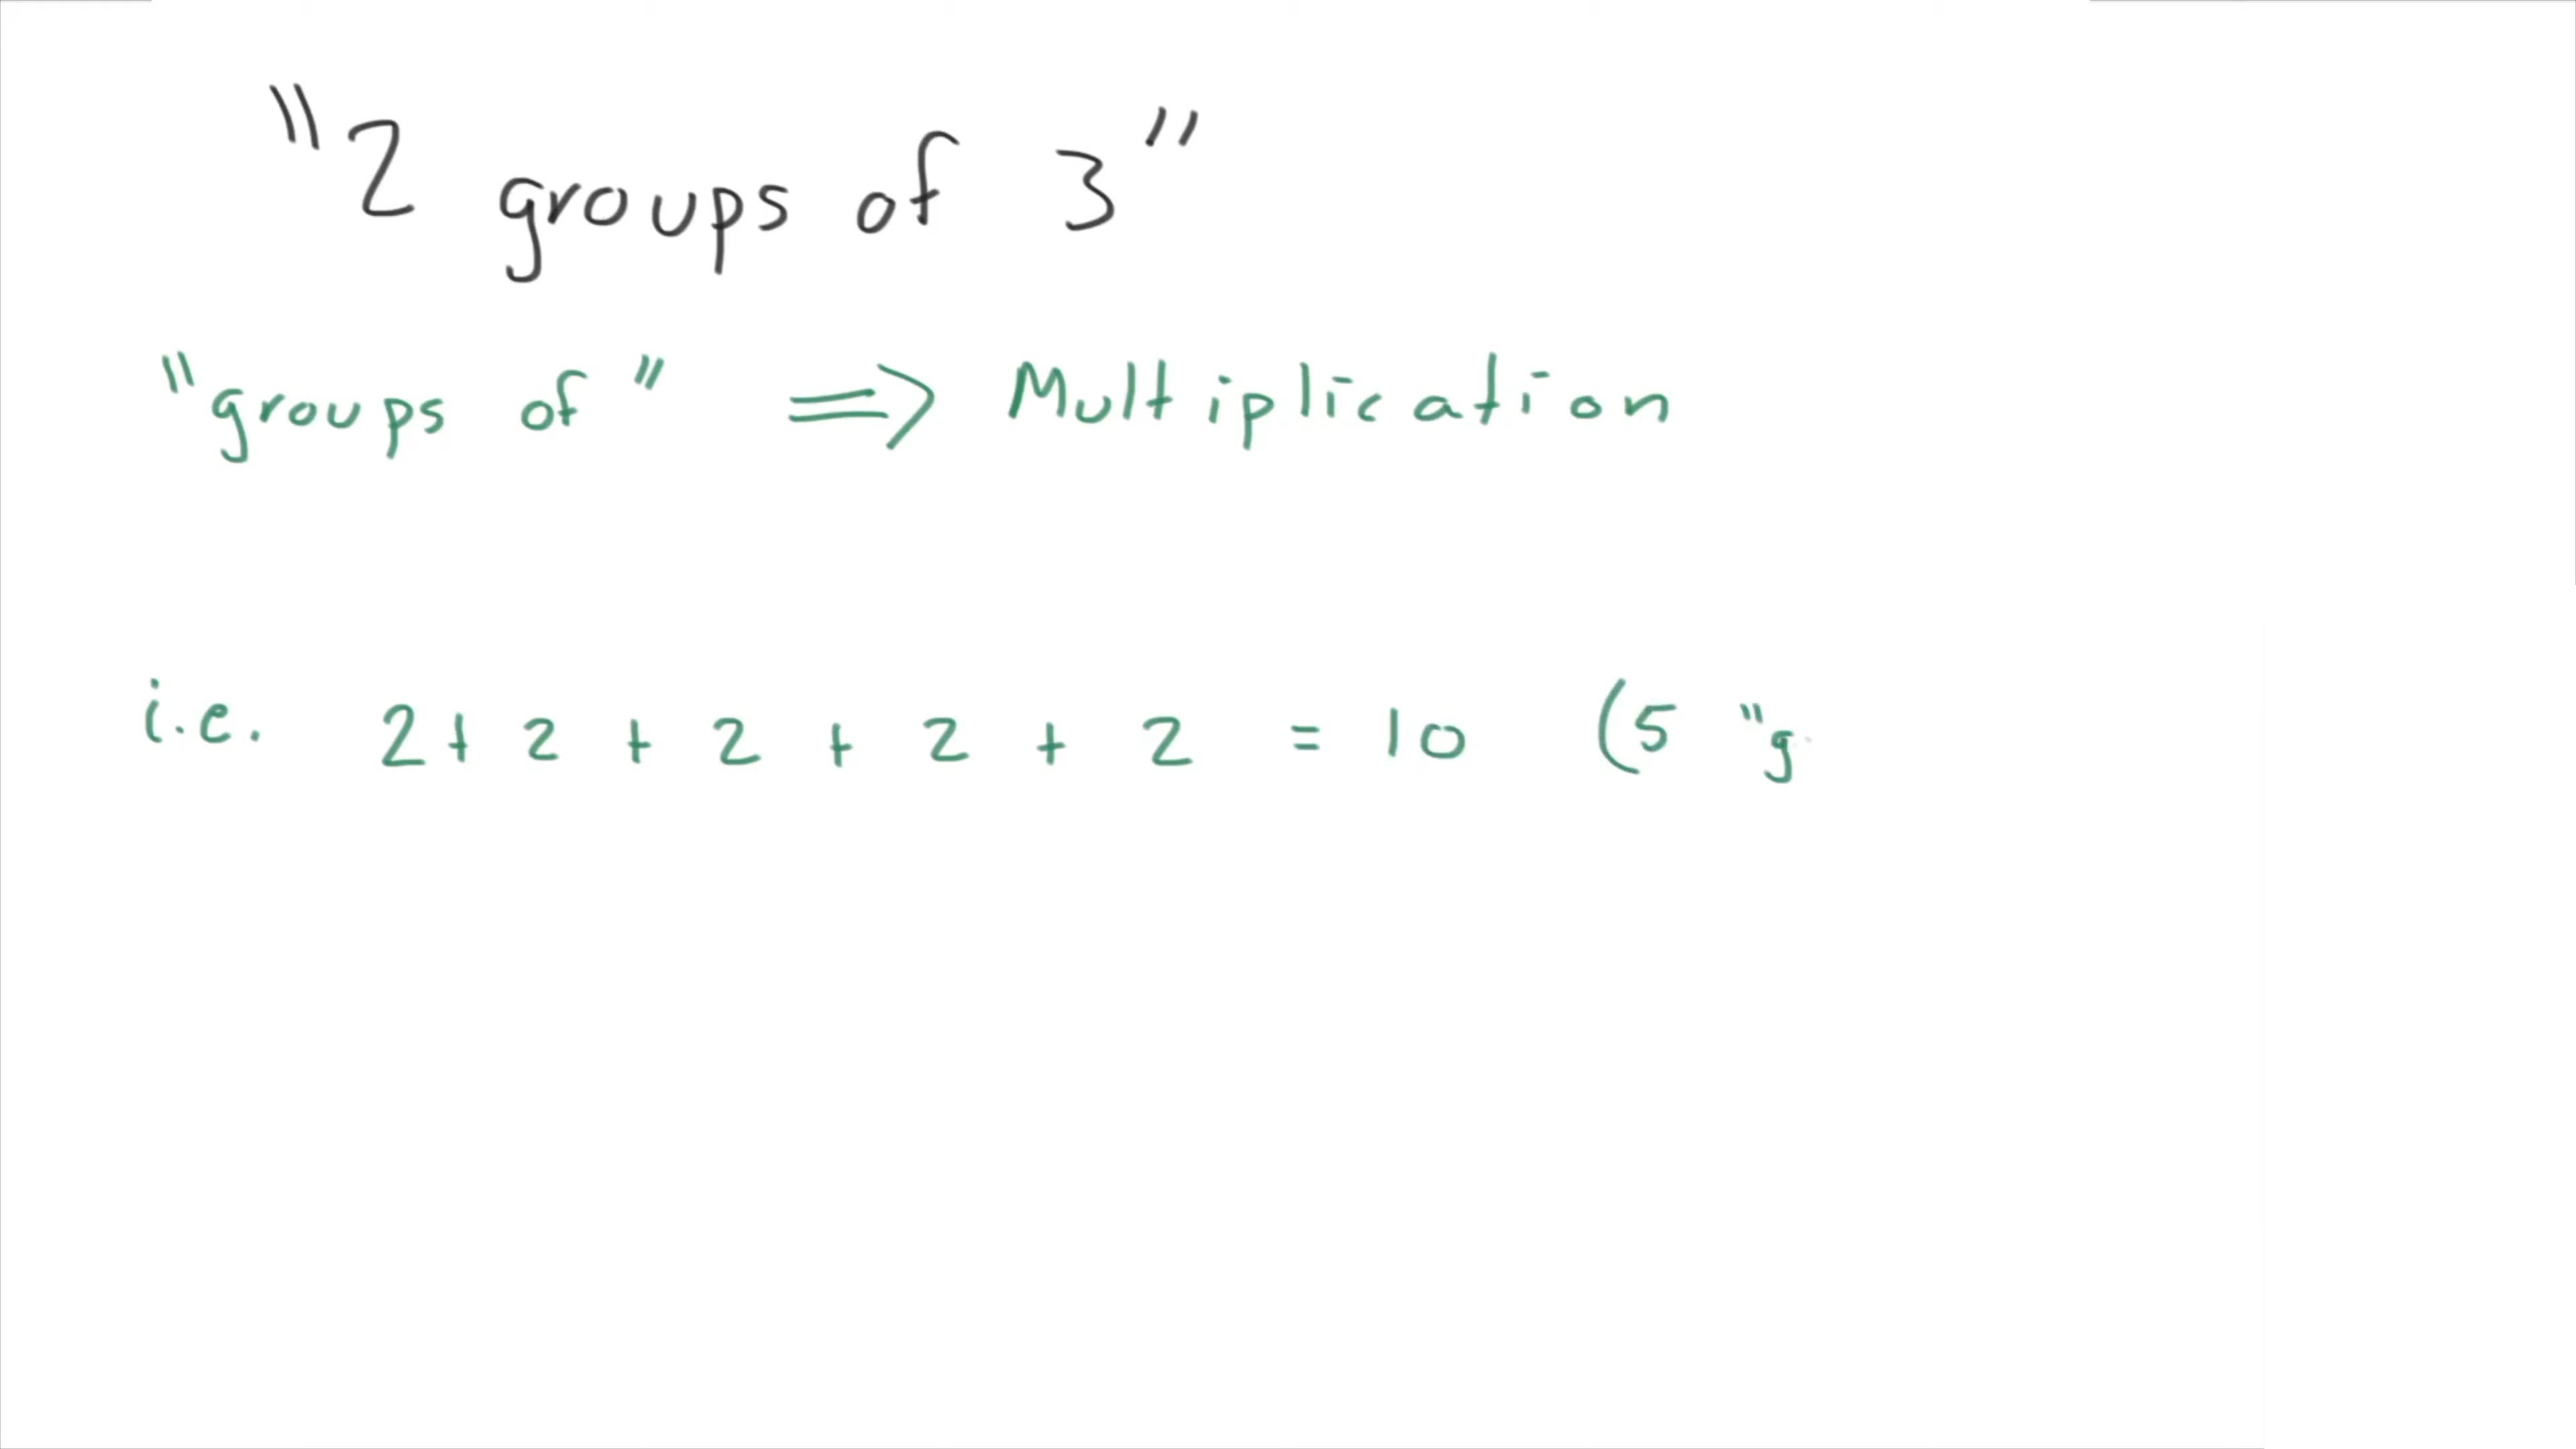 "2 groups of 3"
"groups of" ⇒ Multiplication
i.e. 2 + 2 + 2 + 2 + 2 = 10 (5 "g